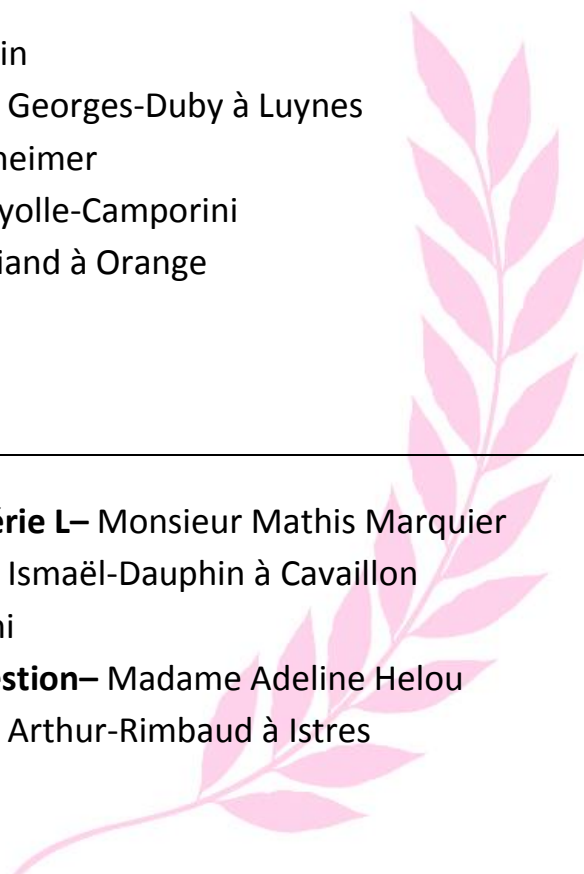 in
Georges-Duby à Luynes
heimer
yolle-Camporini
iand à Orange
érie L– Monsieur Mathis Marquier
Ismaël-Dauphin à Cavaillon
ni
estion– Madame Adeline Helou
Arthur-Rimbaud à Istres